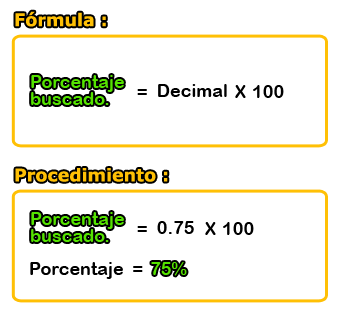 Fórmula :
Porcentaje
buscado. = Decimal X 100
Procedimiento :
Porcentaje
buscado. = 0.75 X 100
Porcentaje = 75%